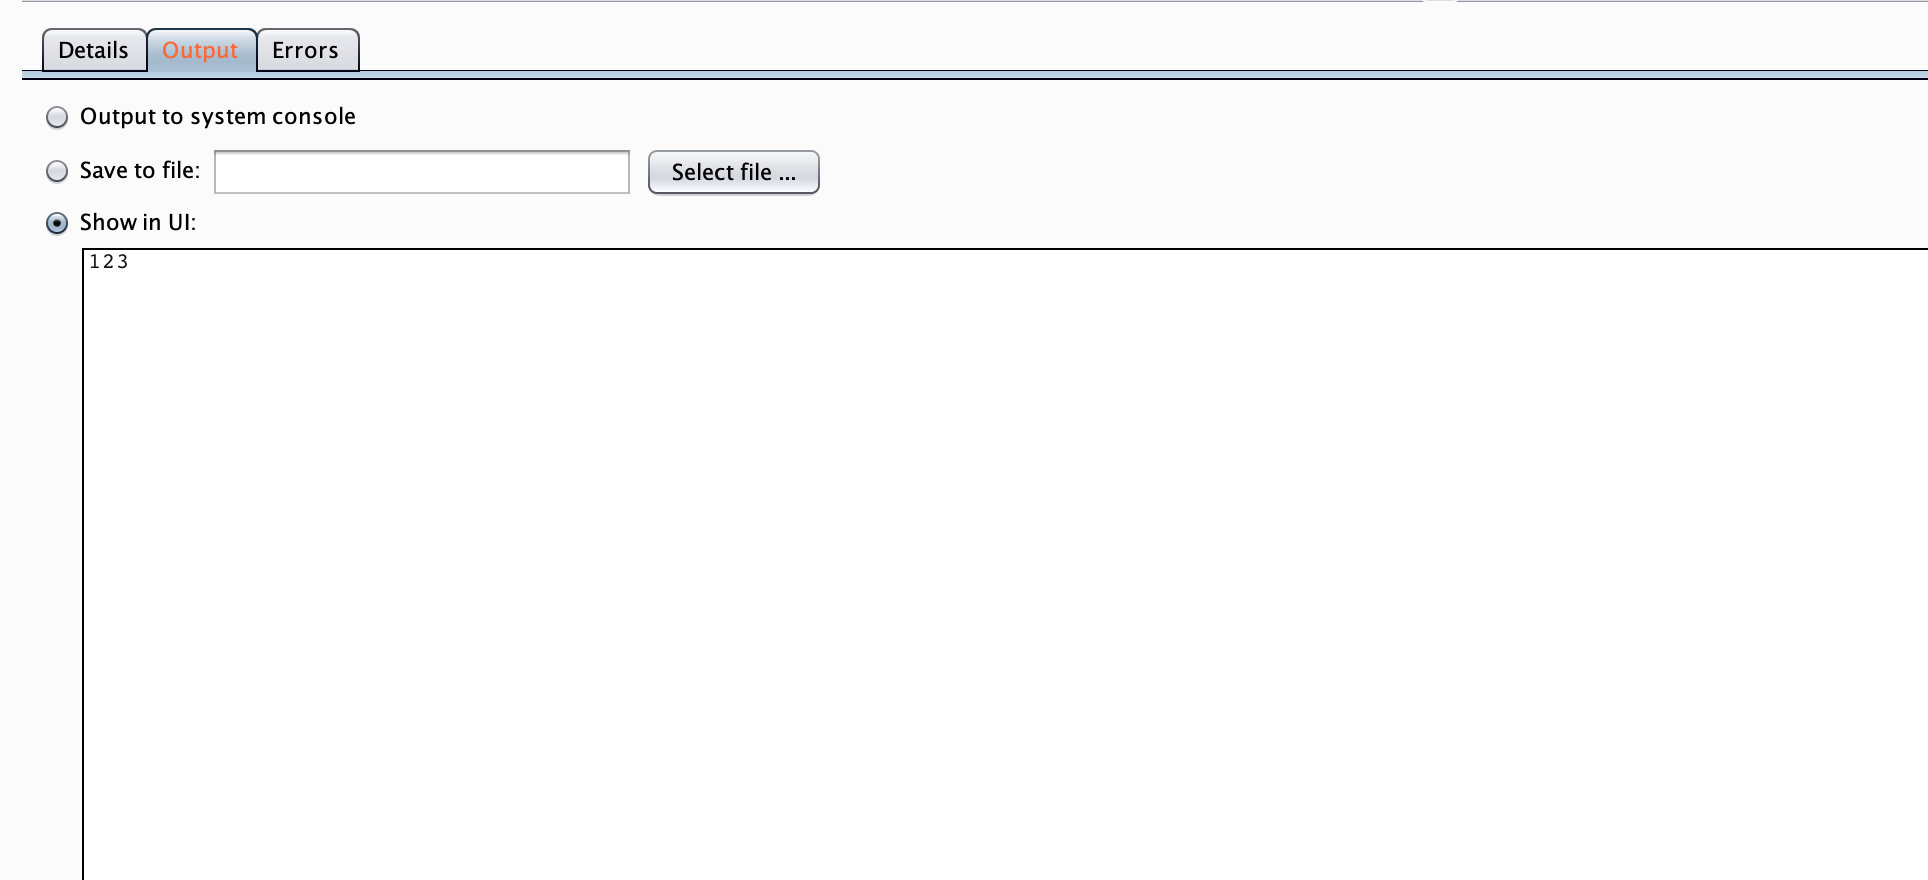 Details Output Errors
Output to system console
Save to file: Select file ...
Show in UI:
123